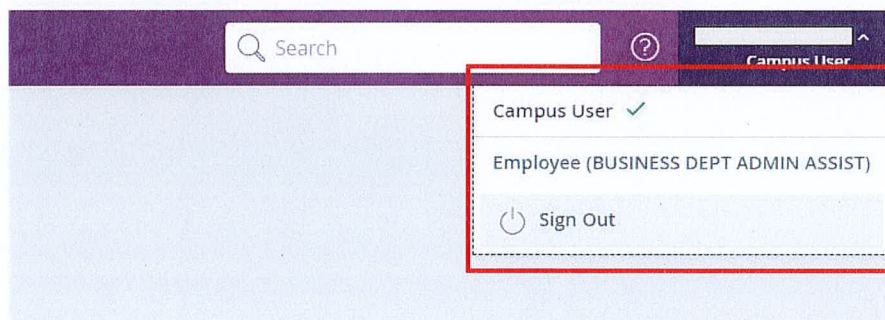 Search
?
Campus User
Campus User
Employee (BUSINESS DEPT ADMIN ASSIST)
Sign Out